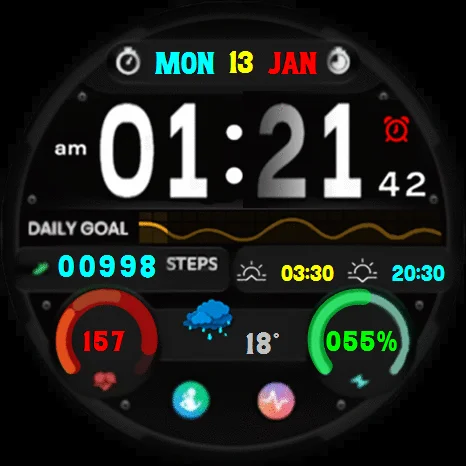 MON 13 JAN
am 01:21 42
DAILY GOAL
00998 STEPS
03:30 20:30
157 18° 055%